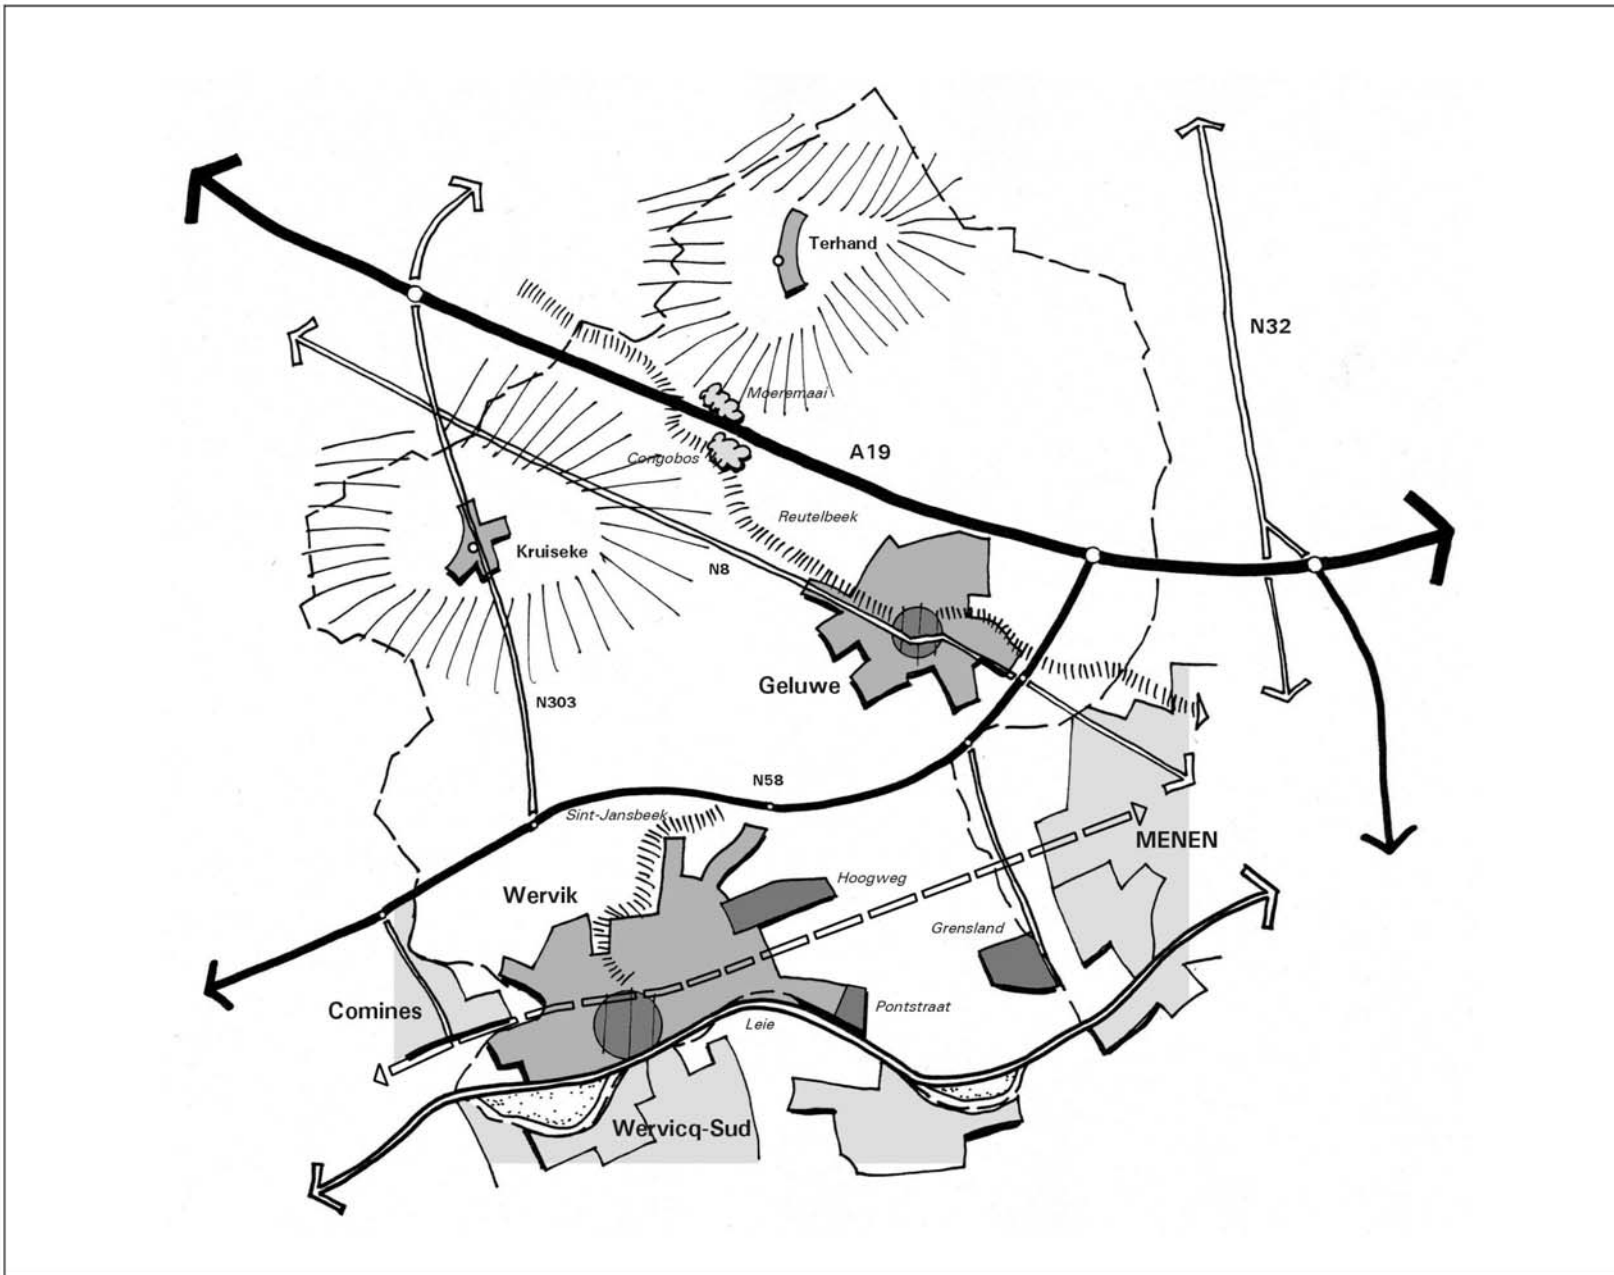 Terhand
N32
Moeremaai
A19
Congobos
Reutelbeek
Kruiseke
N8
Geluwe
N303
N58
Sint-Jansbeek
MENEN
Hoogweg
Wervik
Grensland
Comines
Pontstraat
Leie
Wervicq-Sud